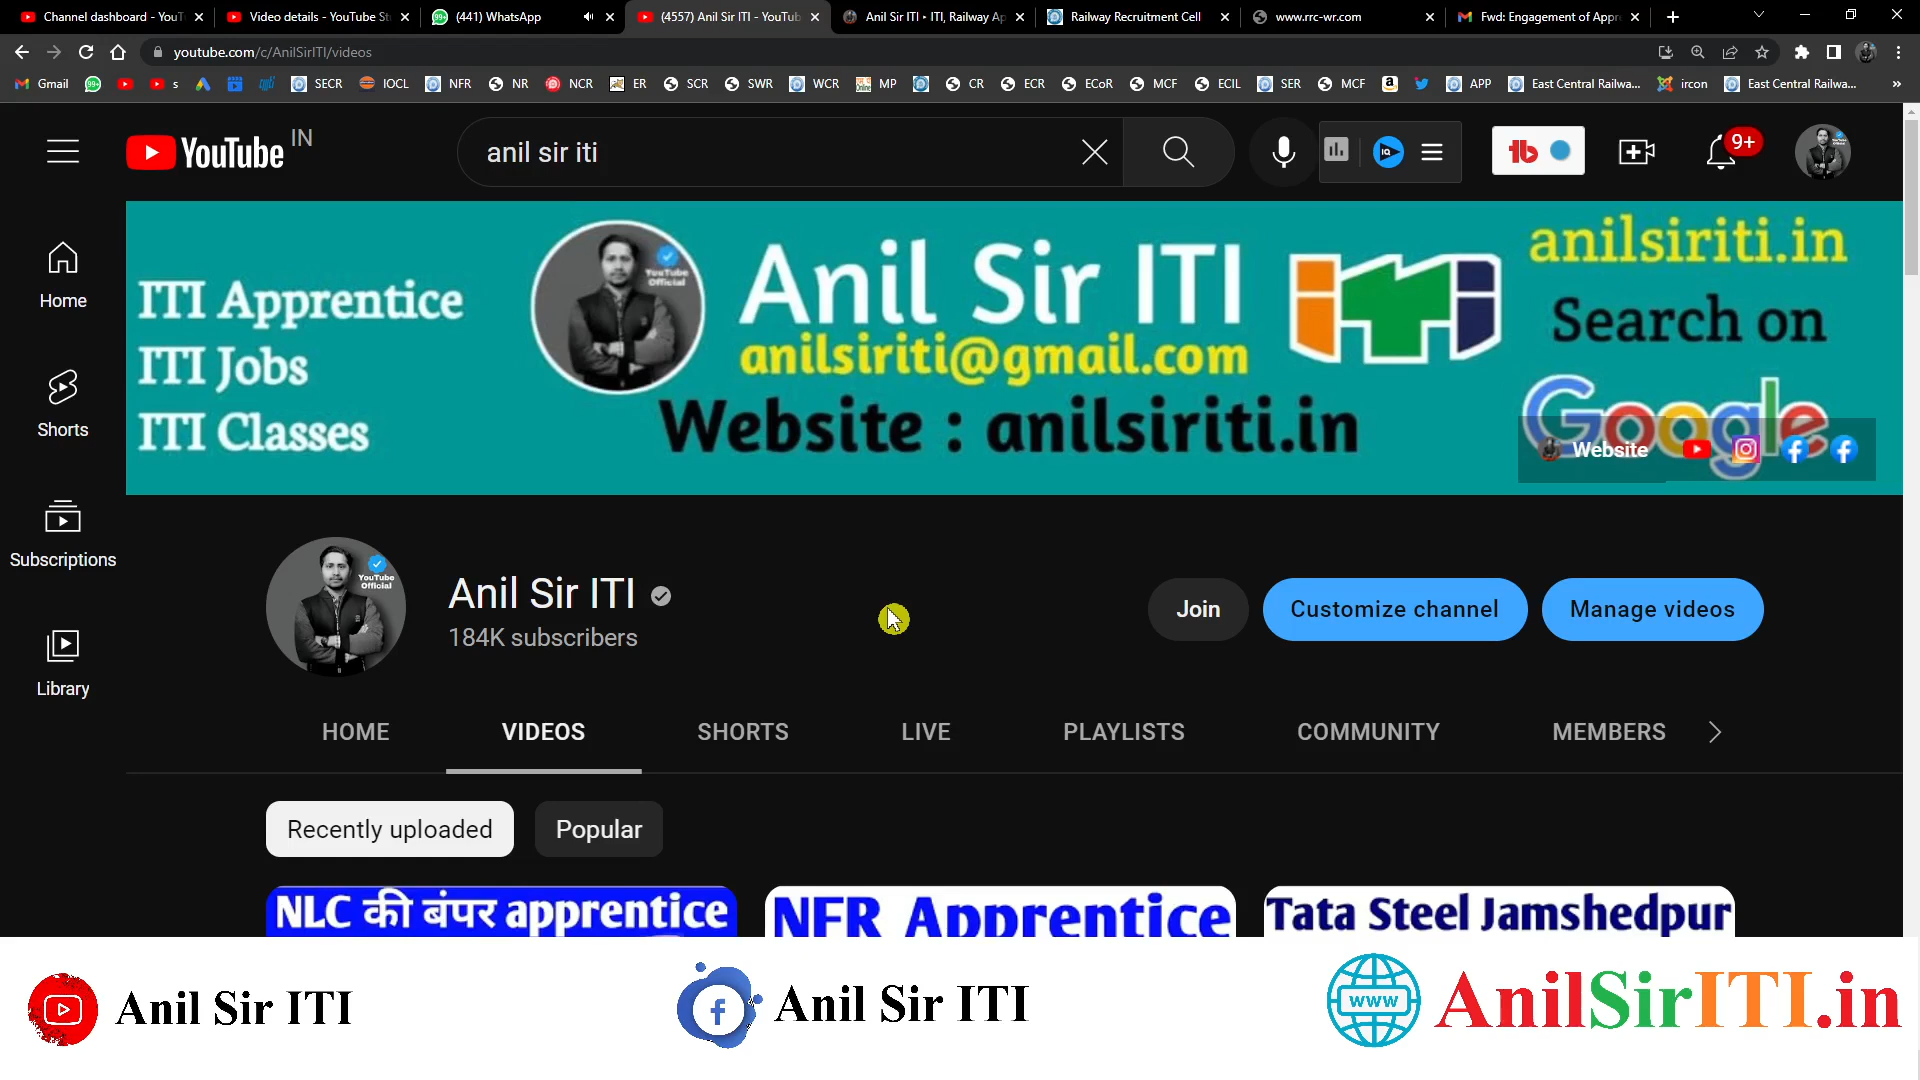 Channel dashboard - YouT
Video details - YouTube St
(441) WhatsApp
(4557) Anil Sir ITI - YouTub
Anil Sir ITI • ITI, Railway Ap
Railway Recruitment Cell
www.rrc-wr.com
Fwd: Engagement of Appr
youtube.com/c/AnilSirITI/videos
Gmail
99+
s
SECR
IOCL
NFR
NR
NCR
ER
SCR
SWR
WCR
MP
CR
ECR
ECoR
MCF
ECIL
SER
MCF
APP
East Central Railwa...
ircon
East Central Railwa...
YouTube IN
anil sir iti
9+
Home
Shorts
Subscriptions
Library
ITI Apprentice
ITI Jobs
ITI Classes
YouTube
Official
Anil Sir ITI
anilsiriti@gmail.com
Website : anilsiriti.in
anilsiriti.in
Search on
Google
Website
YouTube
Official
Anil Sir ITI
184K subscribers
Join
Customize channel
Manage videos
HOME
VIDEOS
SHORTS
LIVE
PLAYLISTS
COMMUNITY
MEMBERS
Recently uploaded
Popular
NLC की बंपर apprentice
NFR Apprentice
Tata Steel Jamshedpur
Anil Sir ITI
Anil Sir ITI
www
AnilSirITI.in